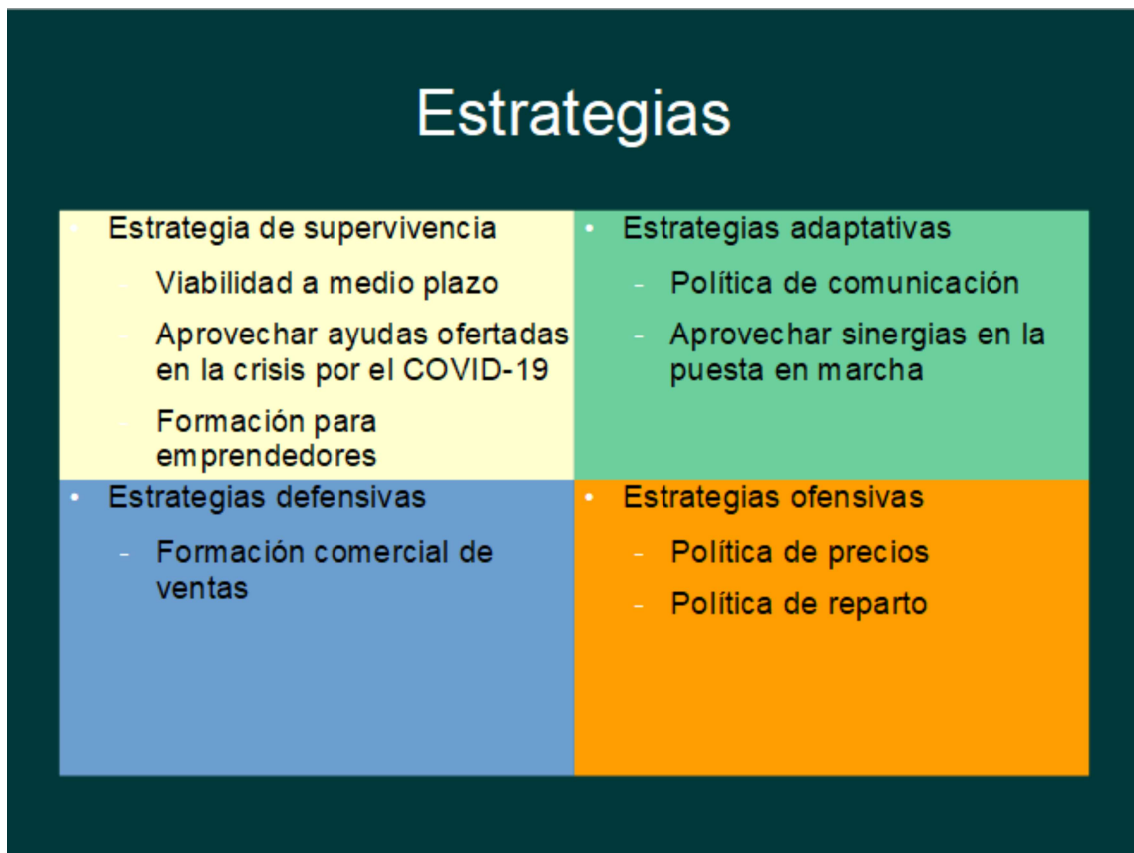 Estrategias
• Estrategia de supervivencia
- Viabilidad a medio plazo
- Aprovechar ayudas ofertadas
en la crisis por el COVID-19
- Formación para
emprendedores
• Estrategias adaptativas
- Política de comunicación
- Aprovechar sinergias en la
puesta en marcha
• Estrategias defensivas
- Formación comercial de
ventas
• Estrategias ofensivas
- Política de precios
- Política de reparto